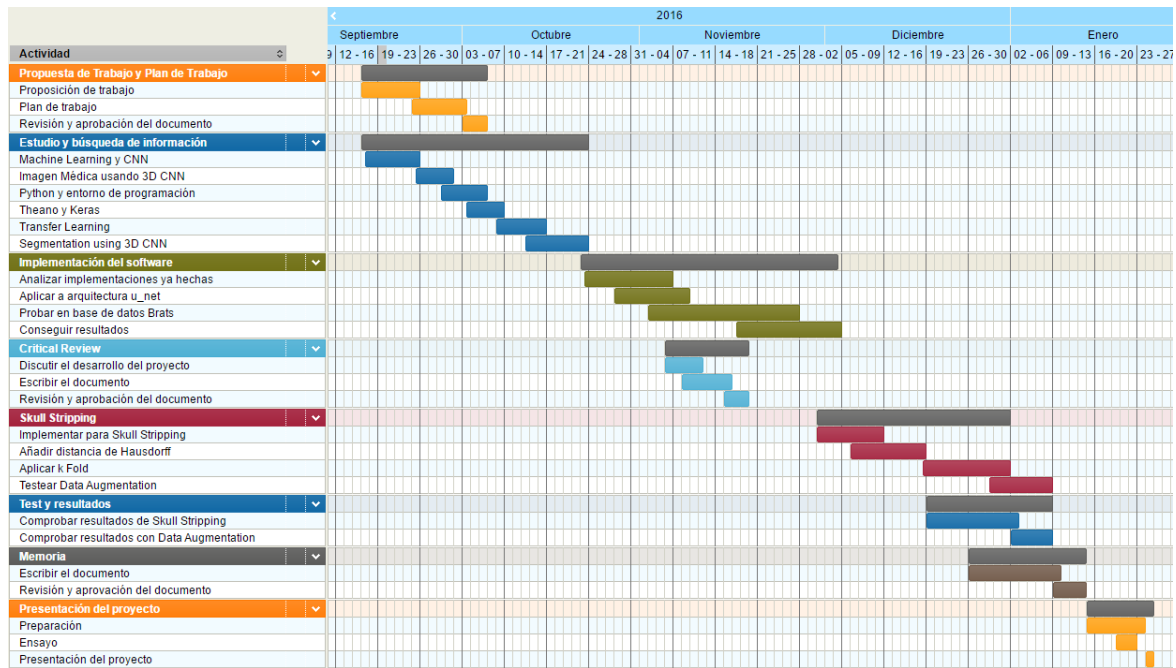 2016
Septiembre Octubre Noviembre Diciembre Enero
Actividad 9 12 - 16 19 - 23 26 - 30 03 - 07 10 - 14 17 - 21 24 - 28 31 - 04 07 - 11 14 - 18 21 - 25 28 - 02 05 - 09 12 - 16 19 - 23 26 - 30 02 - 06 09 - 13 16 - 20 23 - 27
Propuesta de Trabajo y Plan de Trabajo
Proposición de trabajo
Plan de trabajo
Revisión y aprobación del documento
Estudio y búsqueda de información
Machine Learning y CNN
Imagen Médica usando 3D CNN
Python y entorno de programación
Theano y Keras
Transfer Learning
Segmentation using 3D CNN
Implementación del software
Analizar implementaciones ya hechas
Aplicar a arquitectura u_net
Probar en base de datos Brats
Conseguir resultados
Critical Review
Discutir el desarrollo del proyecto
Escribir el documento
Revisión y aprobación del documento
Skull Stripping
Implementar para Skull Stripping
Añadir distancia de Hausdorff
Aplicar k Fold
Testear Data Augmentation
Test y resultados
Comprobar resultados de Skull Stripping
Comprobar resultados con Data Augmentation
Memoria
Escribir el documento
Revisión y aprovación del documento
Presentación del proyecto
Preparación
Ensayo
Presentación del proyecto